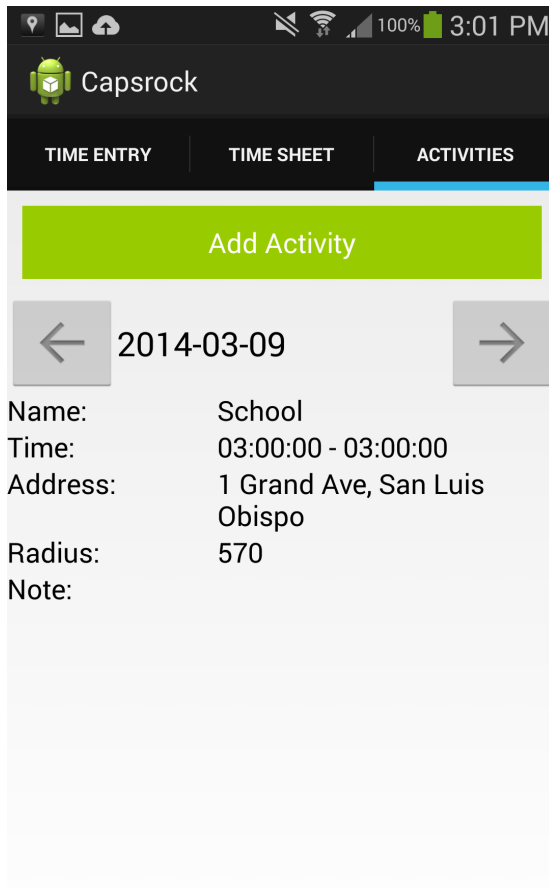 100% 3:01 PM
Capsrock
TIME ENTRY TIME SHEET ACTIVITIES
Add Activity
2014-03-09
Name: School
Time: 03:00:00 - 03:00:00
Address: 1 Grand Ave, San Luis
Obispo
Radius: 570
Note: